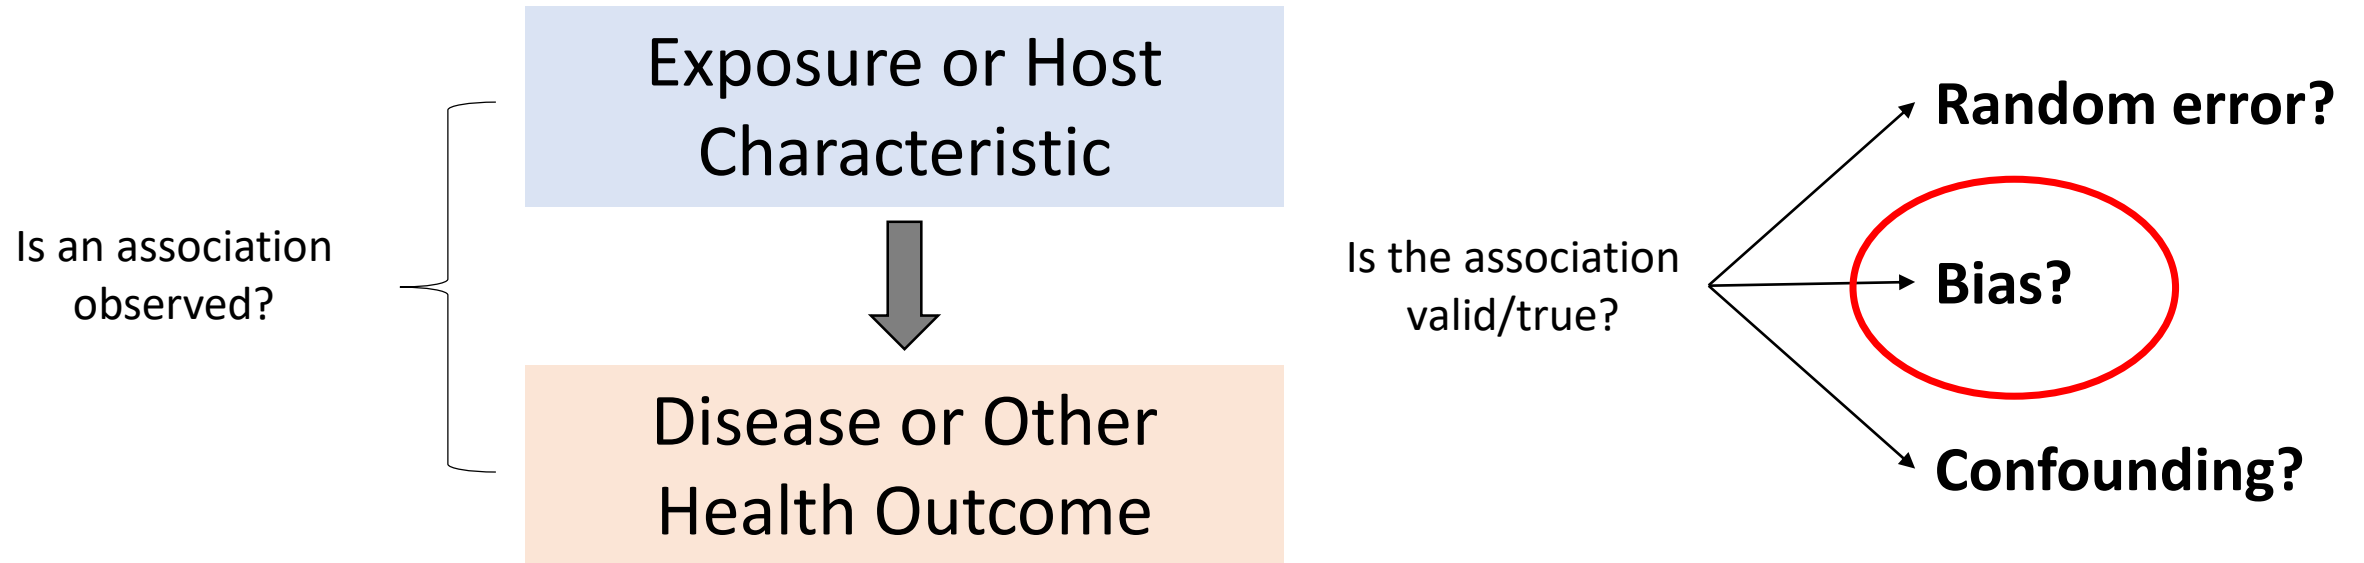 Is an association
observed?
Exposure or Host
Characteristic
Disease or Other
Health Outcome
Is the association
valid/true?
Random error?
Bias?
Confounding?